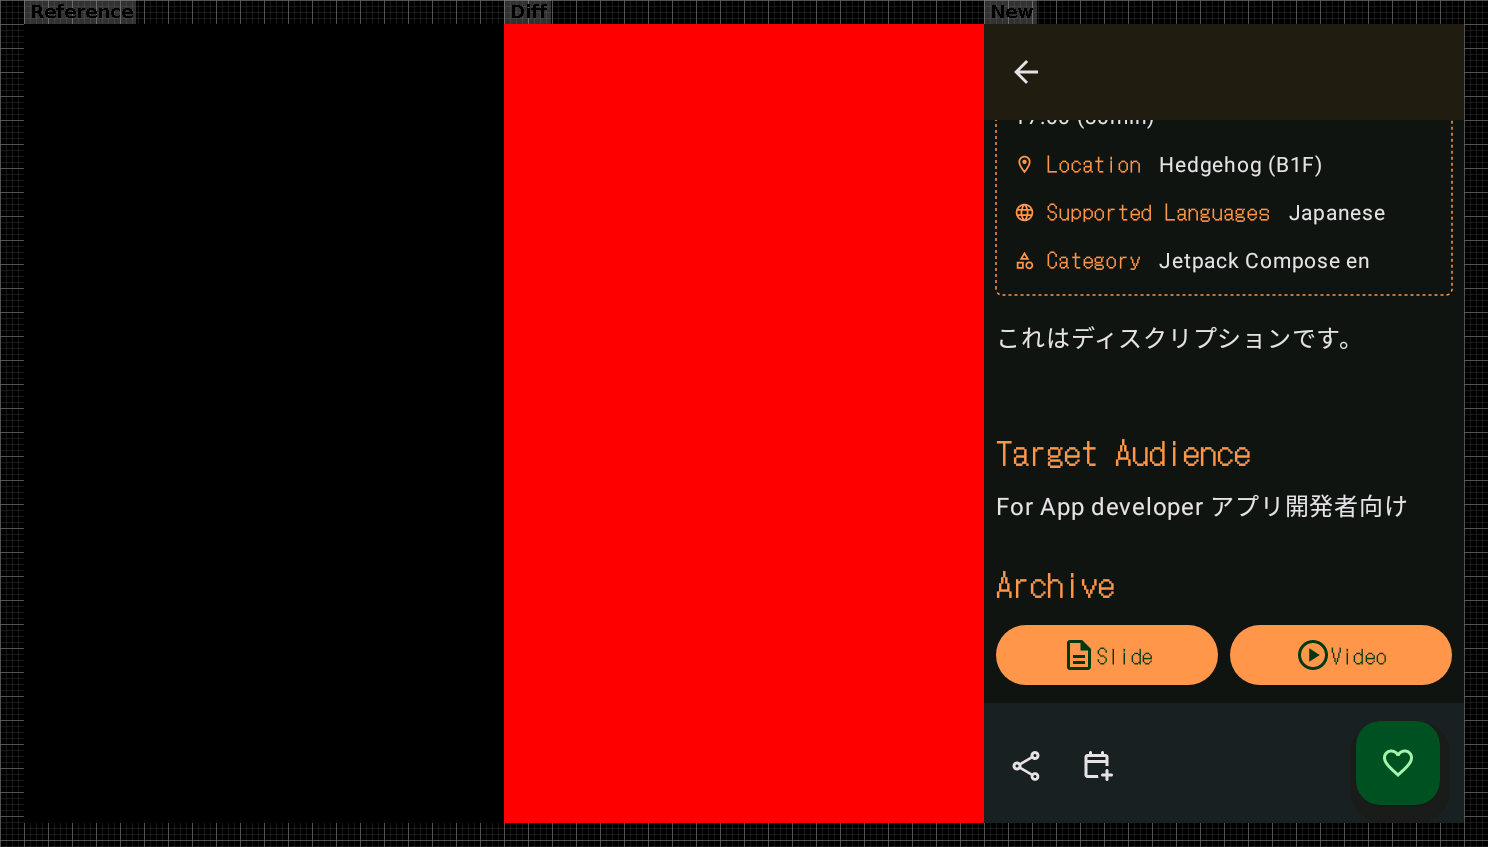 Reference
Diff
New
Location Hedgehog (B1F)
Supported Languages Japanese
Category Jetpack Compose en
これはディスクリプションです。
Target Audience
For App developer アプリ開発者向け
Archive
Slide
Video